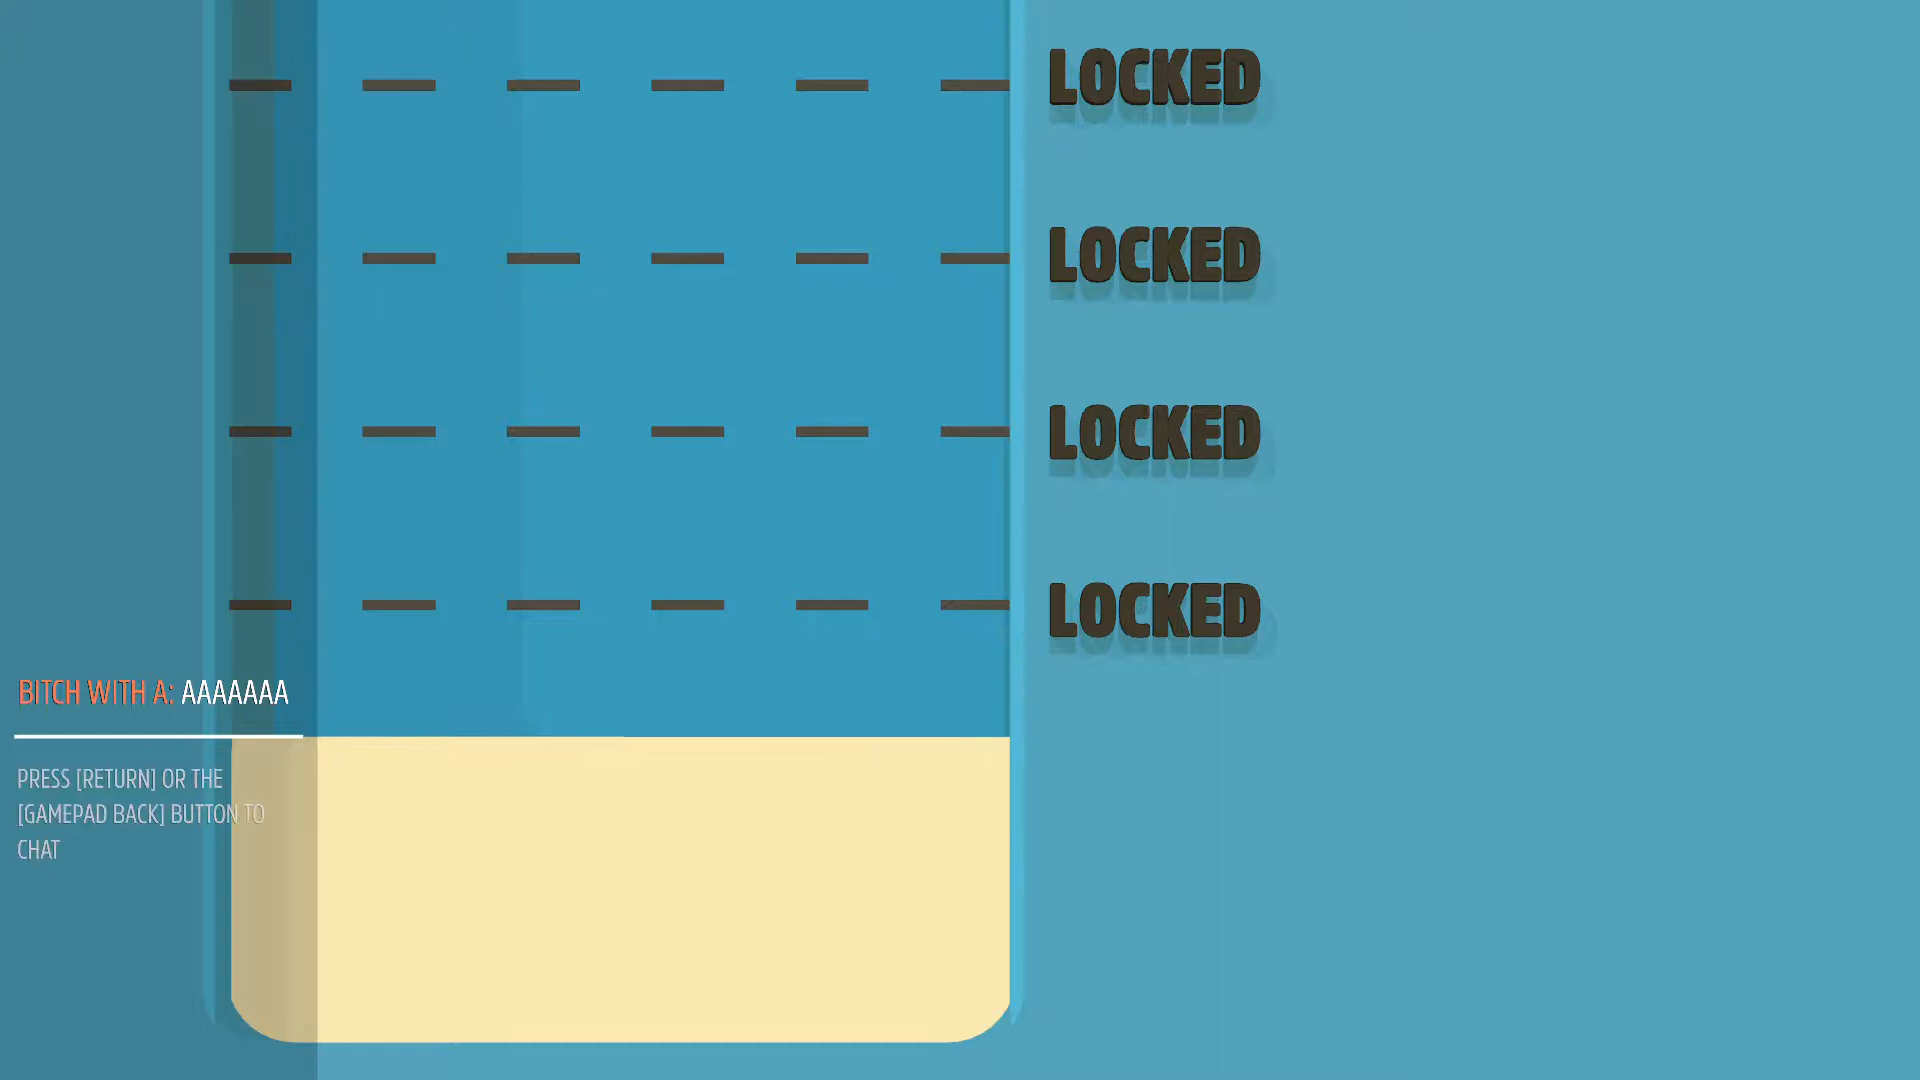 LOCKED
LOCKED
LOCKED
LOCKED
BITCH WITH A: AAAAAAA
PRESS [RETURN] OR THE
[GAMEPAD BACK] BUTTON TO
CHAT